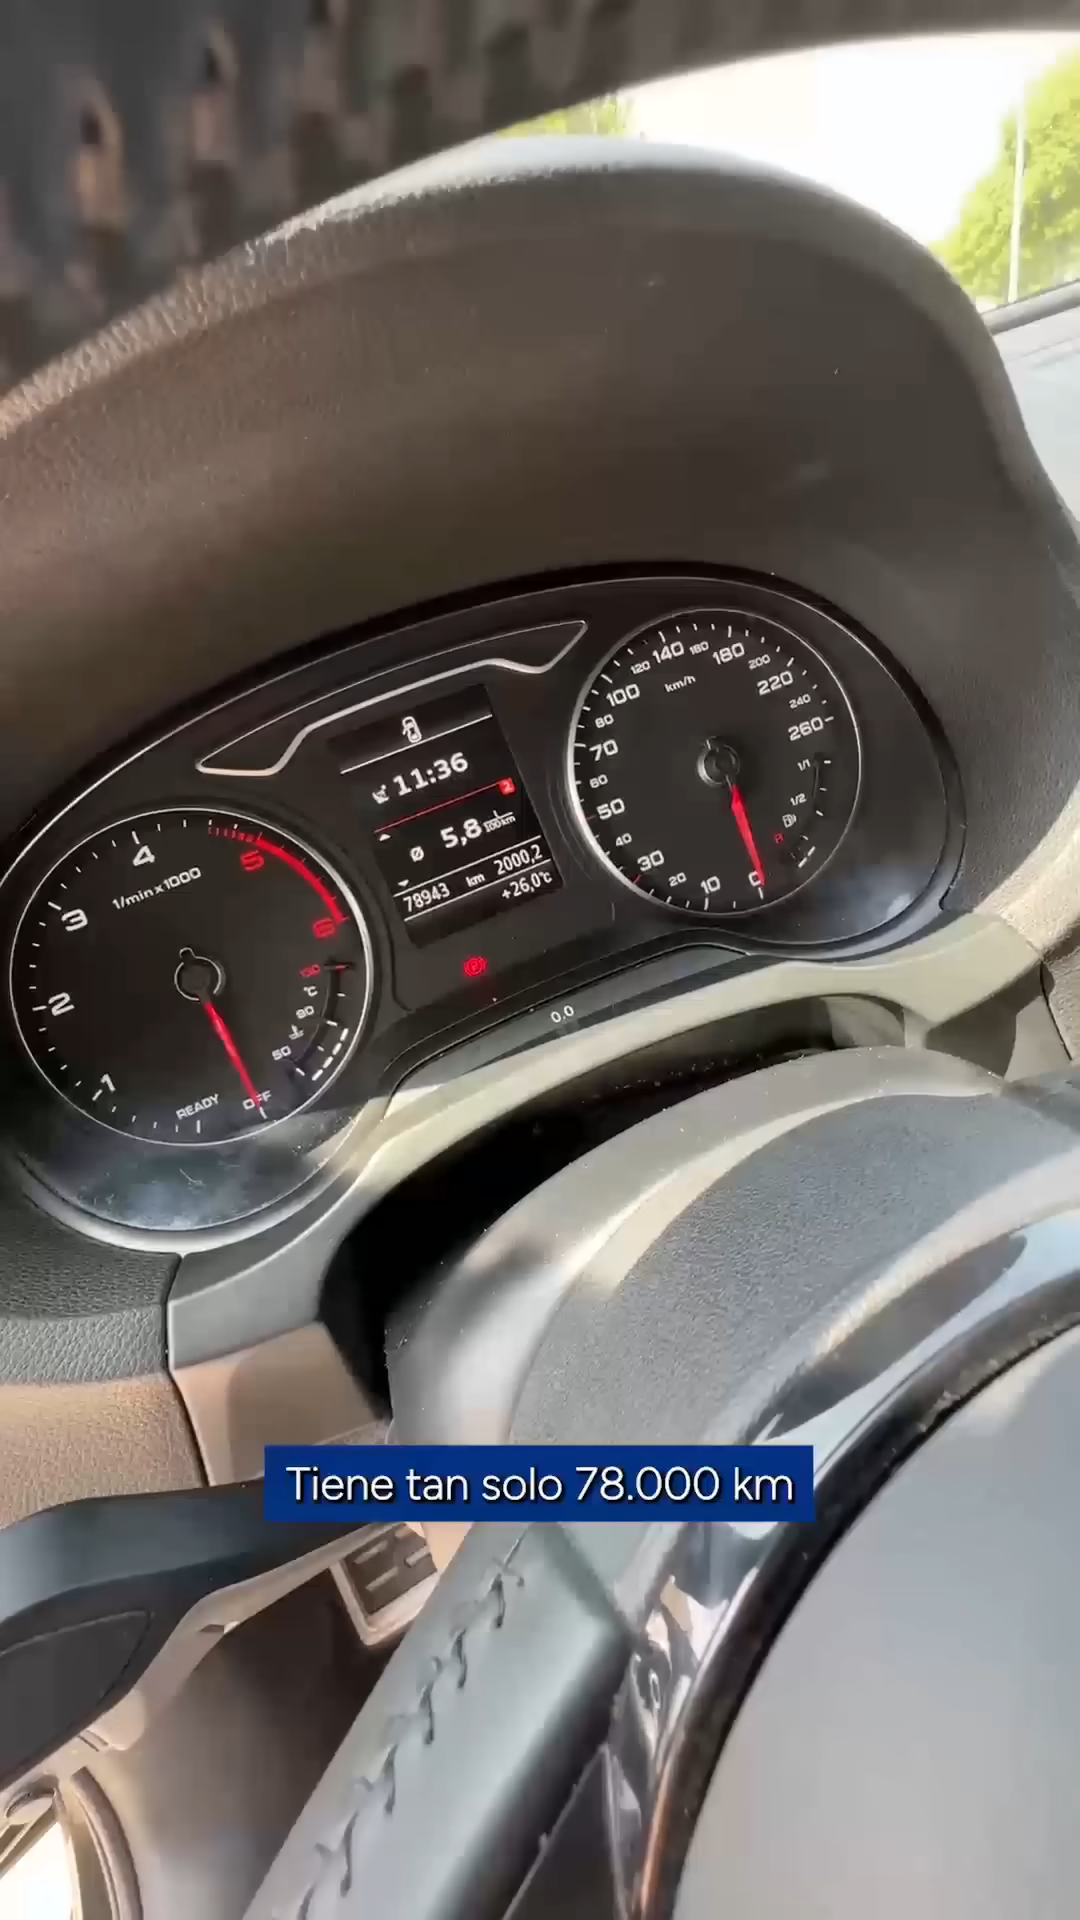 120 140 160 180 200
100 km/h 220
80 240
70 260
60 1/1
50 1/2
40 R
30 20 10 0
11:36
2
Ø 5,8 l/100km
78943 km 2000,2
+26,0°C
4 5
1/min x 1000
3 6
130
°C
2 90
50
1 READY OFF
(P)
0.0
Tiene tan solo 78.000 km